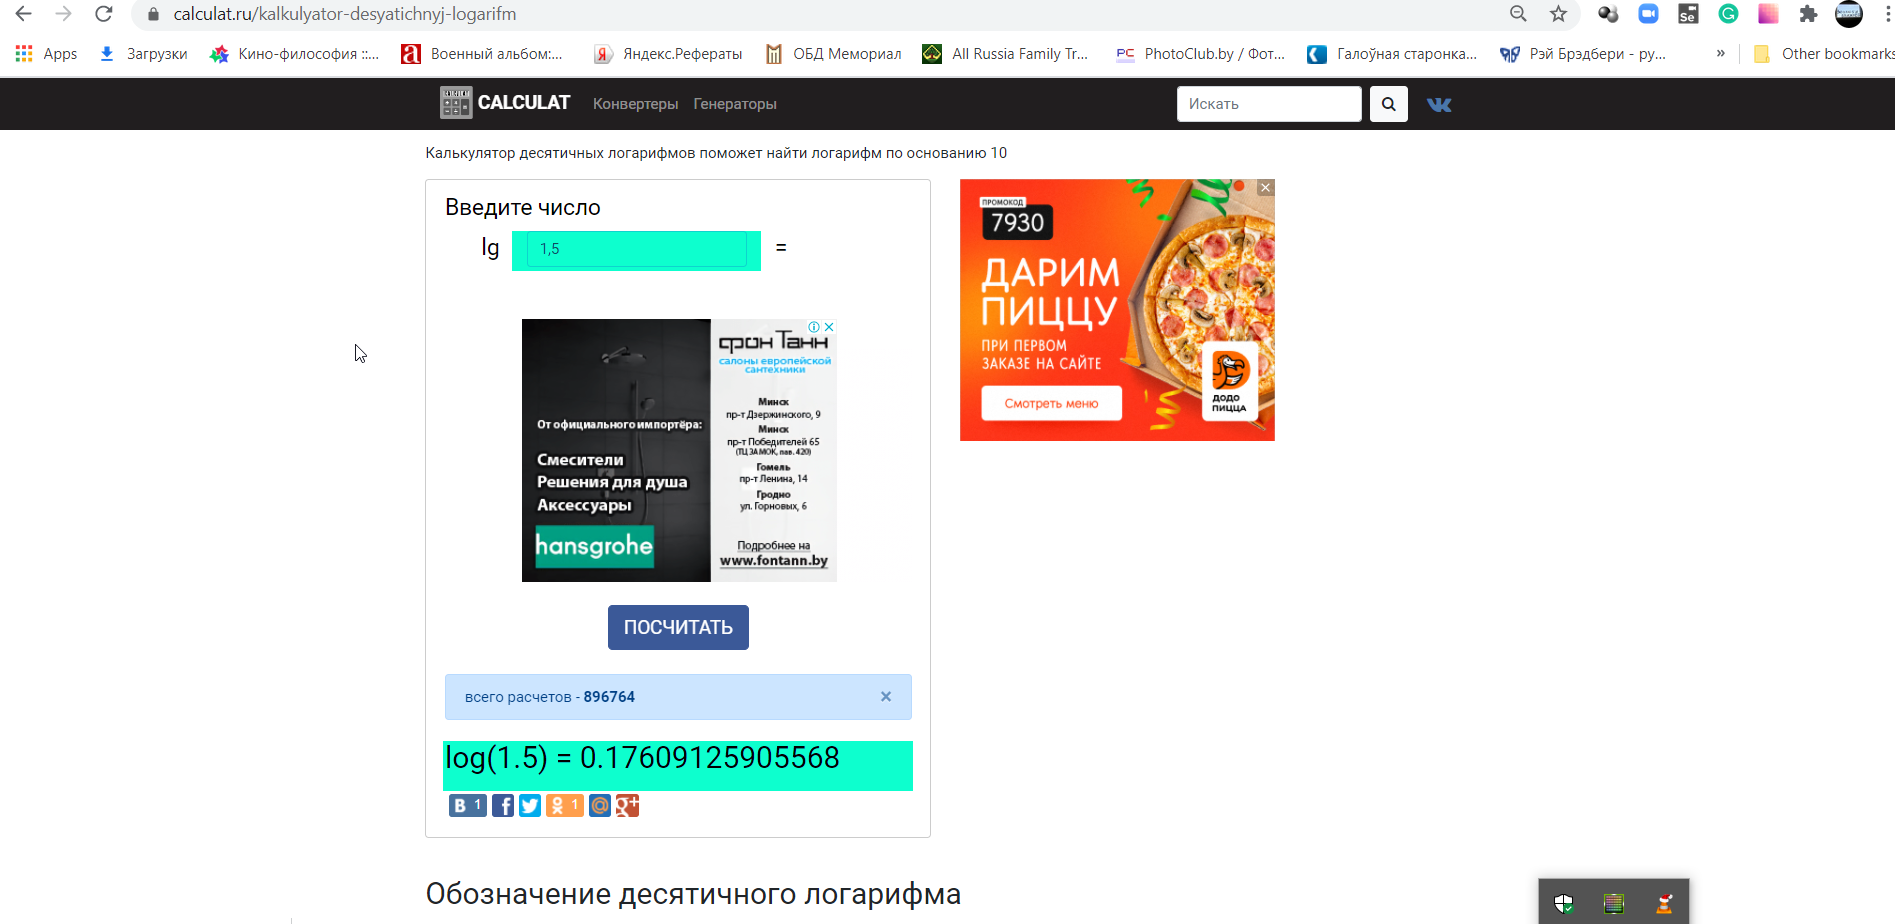 calculat.ru/kalkulyator-desyatichnyj-logarifm
Apps
Загрузки
Кино-философия ::...
Военный альбом:...
Яндекс.Рефераты
ОБД Мемориал
All Russia Family Tr...
PhotoClub.by / Фот...
Галоўная старонка...
Рэй Брэдбери - ру...
»
Other bookmarks
CALCULAT
Конвертеры
Генераторы
Искать
Калькулятор десятичных логарифмов поможет найти логарифм по основанию 10
Введите число
lg 1,5 =
фон Танн
салоны европейской
сантехники
Минск
пр-т Дзержинского, 9
Минск
пр-т Победителей 65
(ТЦ ЗАМОК, пав. 420)
Гомель
пр-т Ленина, 14
Гродно
ул. Горновых, 6
Подробнее на
www.fontann.by
От официального импортёра:
Смесители
Решения для душа
Аксессуары
hansgrohe
ПОСЧИТАТЬ
всего расчетов - 896764
×
log(1.5) = 0.17609125905568
В 1
1
Обозначение десятичного логарифма
ПРОМОКОД
7930
ДАРИМ
ПИЦЦУ
ПРИ ПЕРВОМ
ЗАКАЗЕ НА САЙТЕ
Смотреть меню
ДОДО
ПИЦЦА